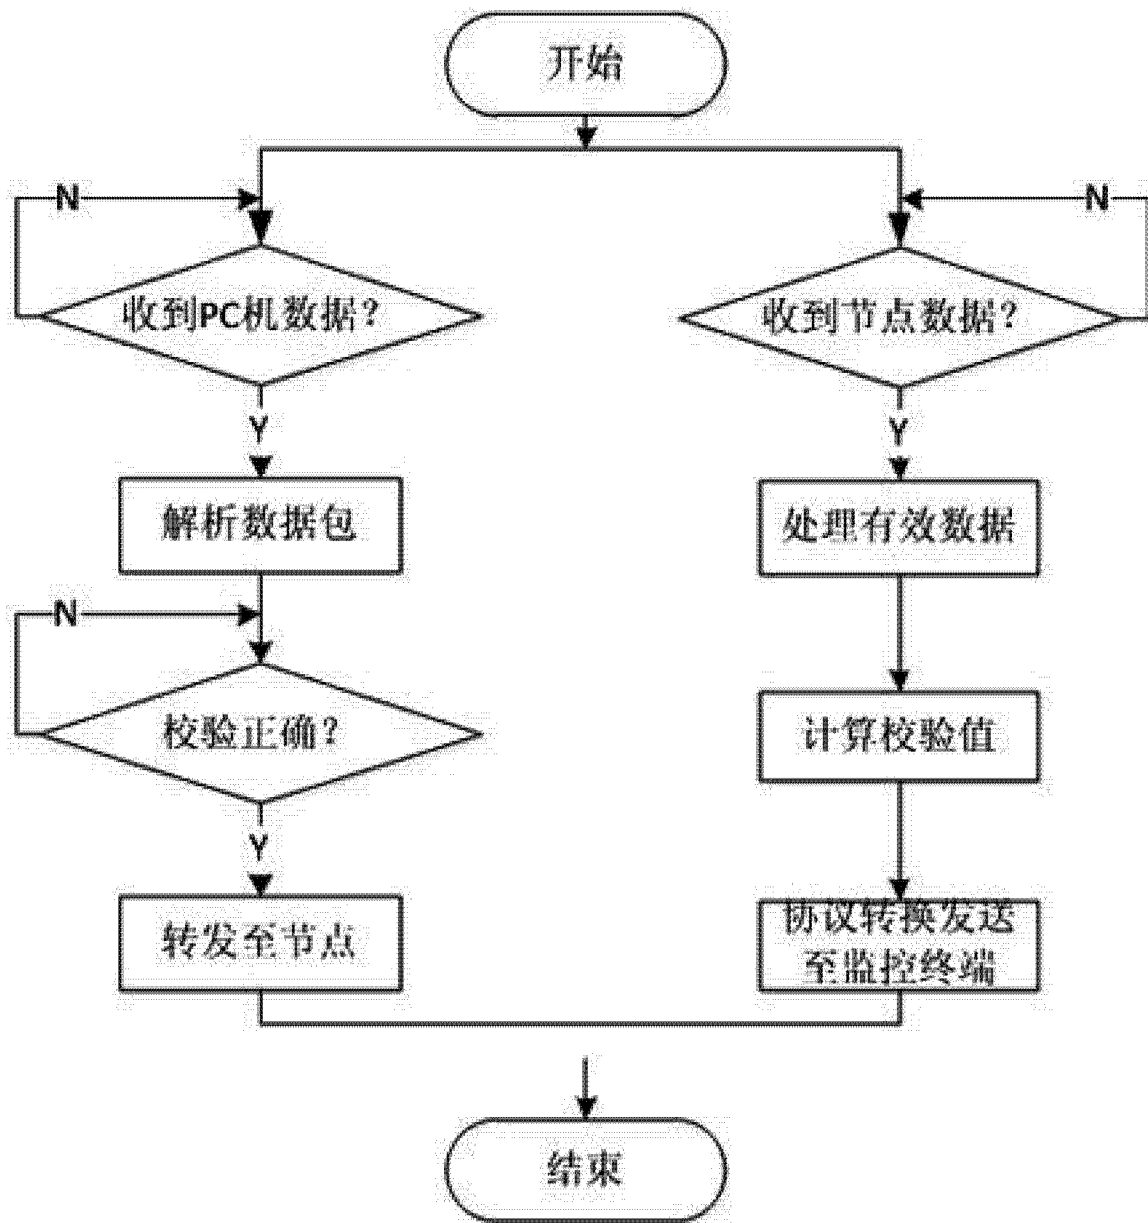 开始
N
N
收到PC机数据?
收到节点数据?
Y
Y
解析数据包
处理有效数据
N
校验正确?
计算校验值
Y
转发至节点
协议转换发送
至监控终端
结束